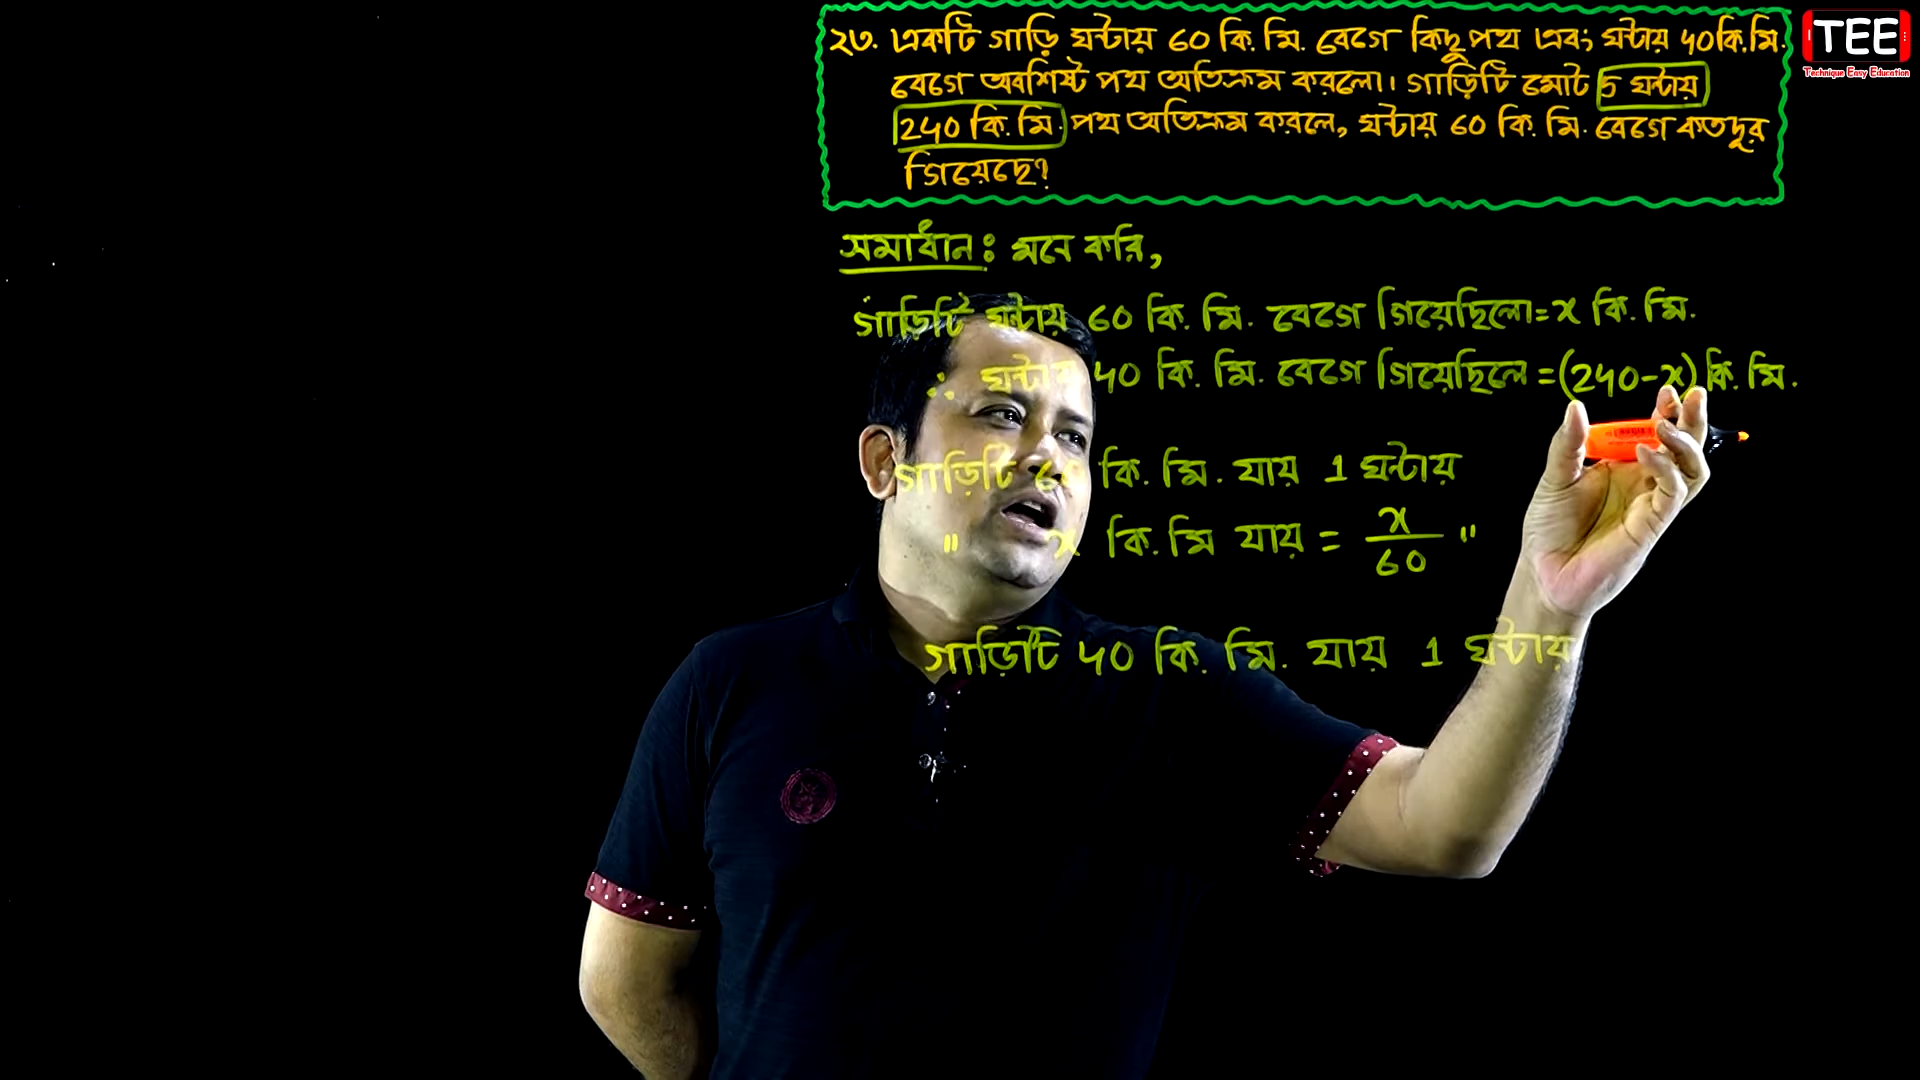 ২৩. একটি গাড়ি ঘন্টায় 60 কি. মি. বেগে কিছু পথ এবং ঘন্টায় 40 কি.মি.
বেগে অবশিষ্ট পথ অতিক্রম করলো। গাড়িটি মোট 5 ঘন্টায়
240 কি. মি. পথ অতিক্রম করলে, ঘন্টায় 60 কি. মি. বেগে কতদূর
গিয়েছে?
TEE
Technique Easy Education
সমাধান : মনে করি,
গাড়িটি ঘন্টায় 60 কি. মি. বেগে গিয়েছিলো = x কি. মি.
∴ ঘন্টায় 40 কি. মি. বেগে গিয়েছিলে = (240-x) কি. মি.
গাড়িটি 60 কি. মি. যায় 1 ঘন্টায়
" x কি. মি যায় = x/60 "
গাড়িটি 40 কি. মি. যায় 1 ঘন্টায়